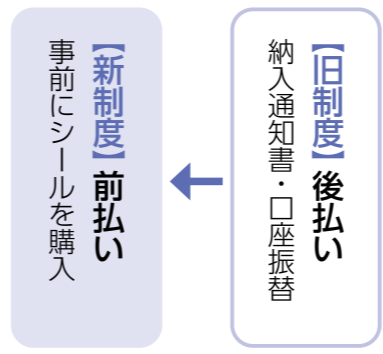 【旧制度】後払い
納入通知書・口座振替
【新制度】前払い
事前にシールを購入